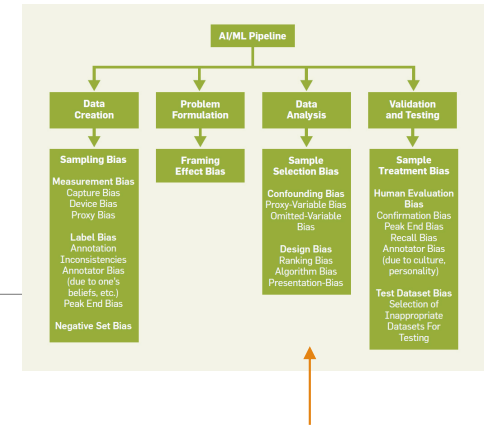 AI/ML Pipeline
Data
Creation
Problem
Formulation
Data
Analysis
Validation
and Testing
Sampling Bias
Measurement Bias
Capture Bias
Device Bias
Proxy Bias
Label Bias
Annotation
Inconsistencies
Annotator Bias
(due to one's
beliefs, etc.)
Peak End Bias
Negative Set Bias
Framing
Effect Bias
Sample
Selection Bias
Confounding Bias
Proxy-Variable Bias
Omitted-Variable
Bias
Design Bias
Ranking Bias
Algorithm Bias
Presentation-Bias
Sample
Treatment Bias
Human Evaluation
Bias
Confirmation Bias
Peak End Bias
Recall Bias
Annotator Bias
(due to culture,
personality)
Test Dataset Bias
Selection of
Inappropriate
Datasets For
Testing